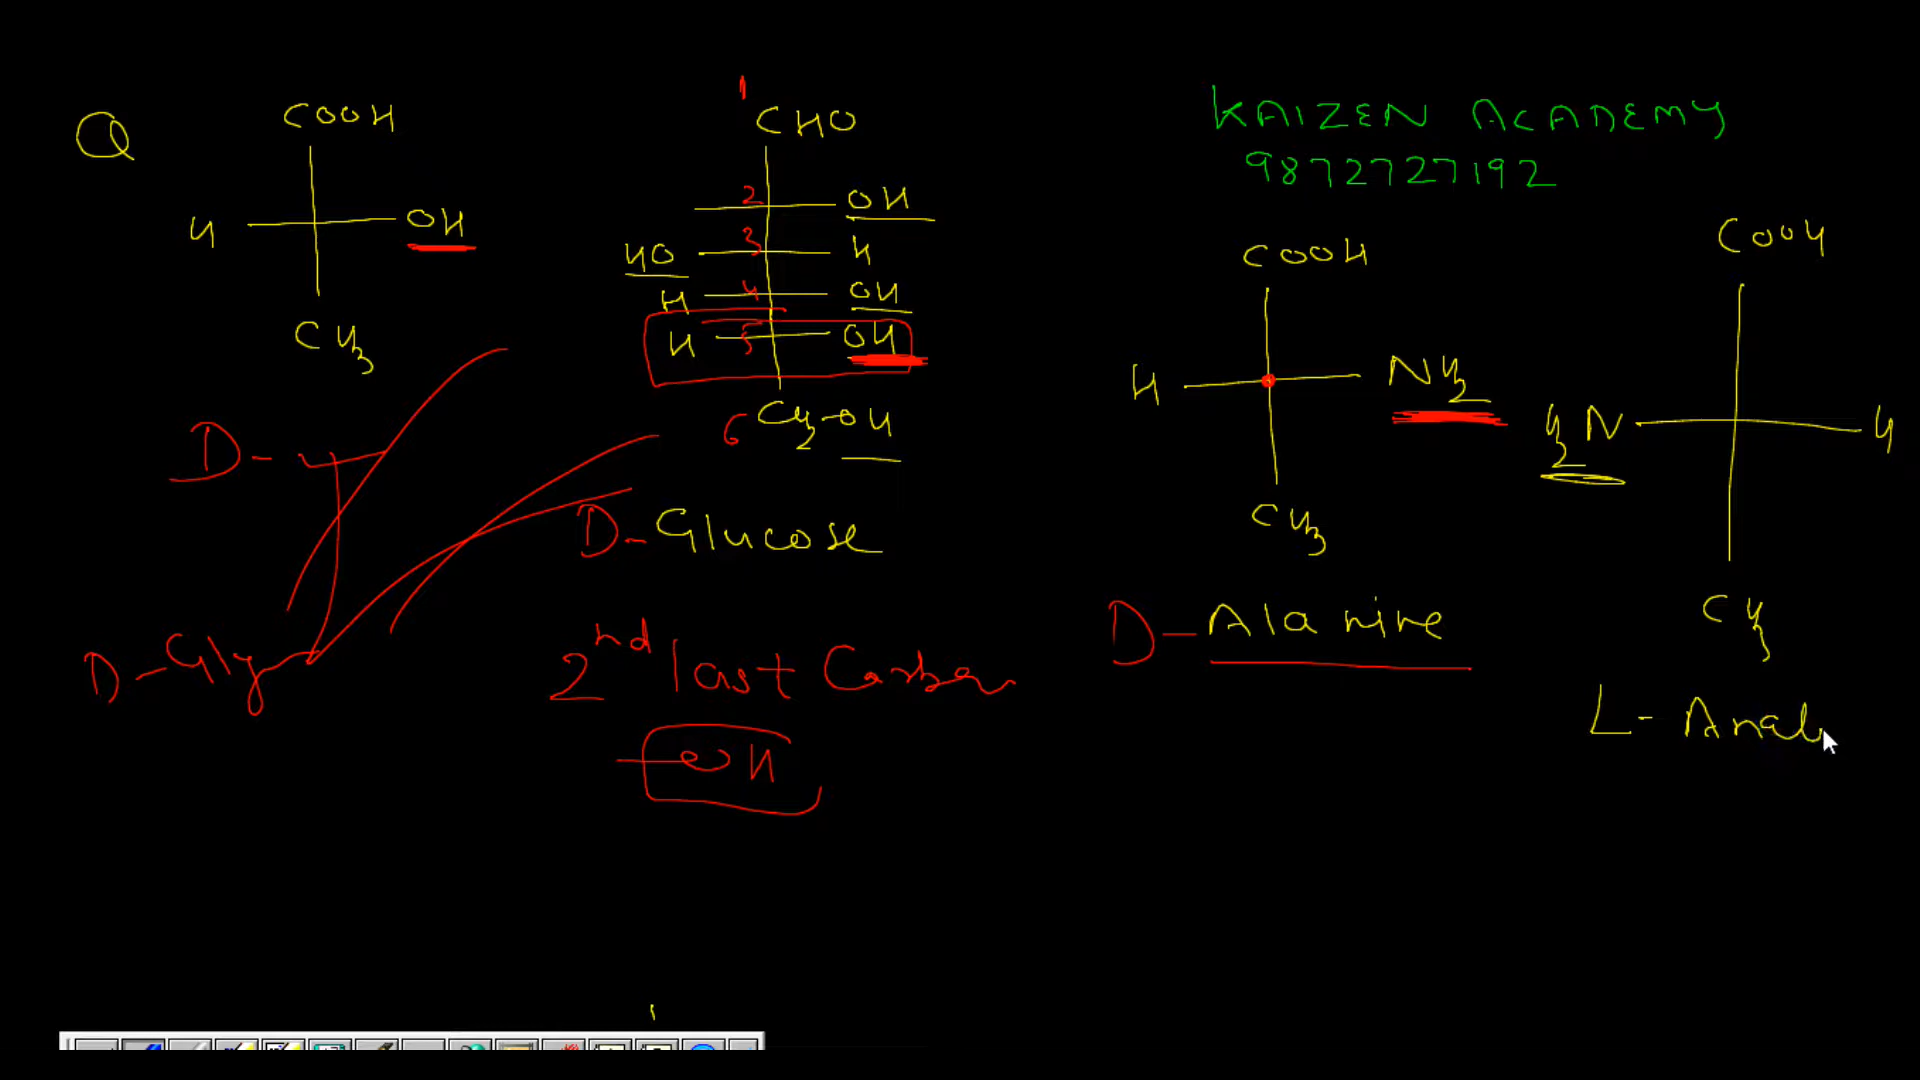 Q
COOH
H OH
CH3
D-
D-Gly
1
CHO
2 OH
HO 3 H
H 4 OH
H 5 OH
6 CH2-OH
D-Glucose
2nd last Carbon
-OH
KAIZEN ACADEMY
9872727192
COOH
H NH2
CH3
D-Alanine
COOH
H2N H
CH3
L-